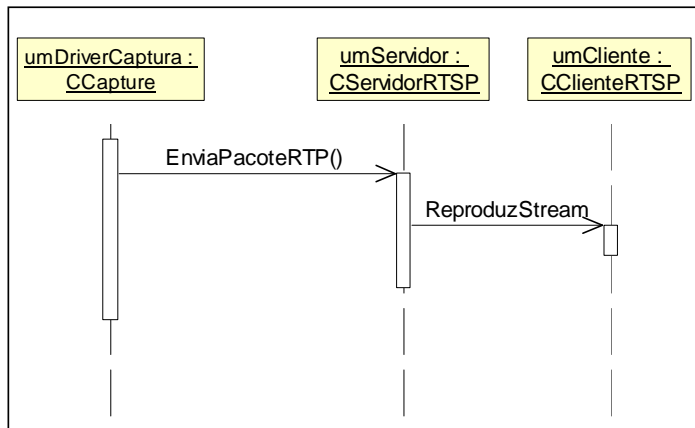 umDriverCaptura :
CCapture
umServidor :
CServidorRTSP
umCliente :
CClienteRTSP
EnviaPacoteRTP()
ReproduzStream